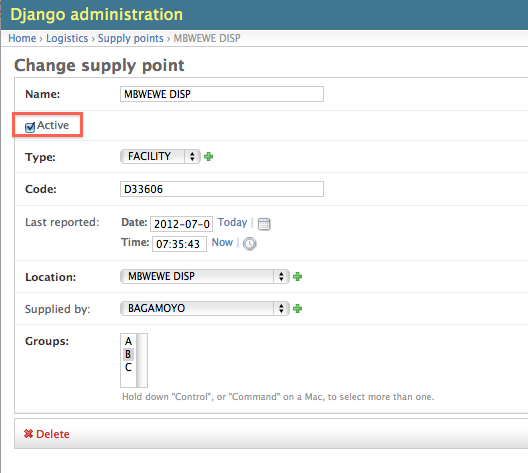 Django administration
Home › Logistics › Supply points › MBWEWE DISP
Change supply point
Name: MBWEWE DISP
Active
Type: FACILITY
Code: D33606
Last reported: Date: 2012-07-0 Today |
Time: 07:35:43 Now |
Location: MBWEWE DISP
Supplied by: BAGAMOYO
Groups: A
B
C
Hold down "Control", or "Command" on a Mac, to select more than one.
Delete